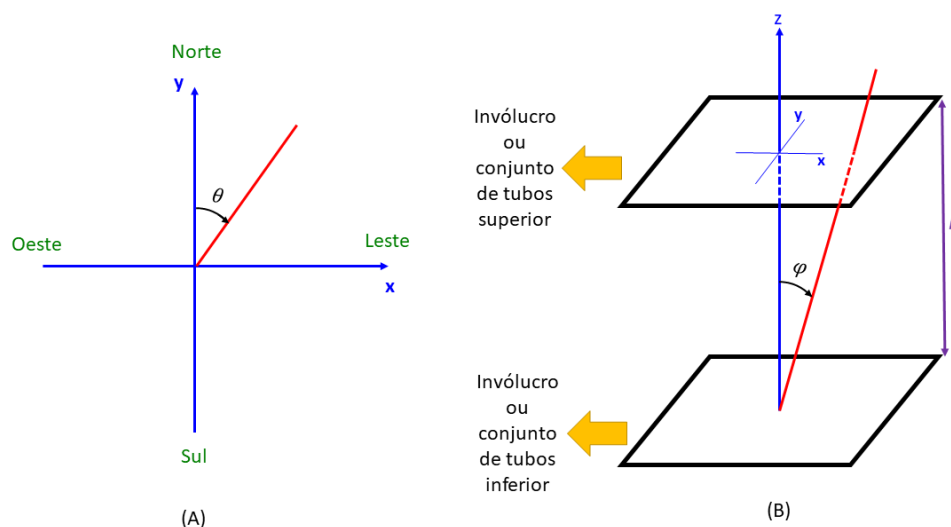 Norte
y
θ
Oeste
Leste
x
Sul
(A)
z
Invólucro
ou
conjunto
de tubos
superior
y
x
φ
Invólucro
ou
conjunto
de tubos
inferior
(B)